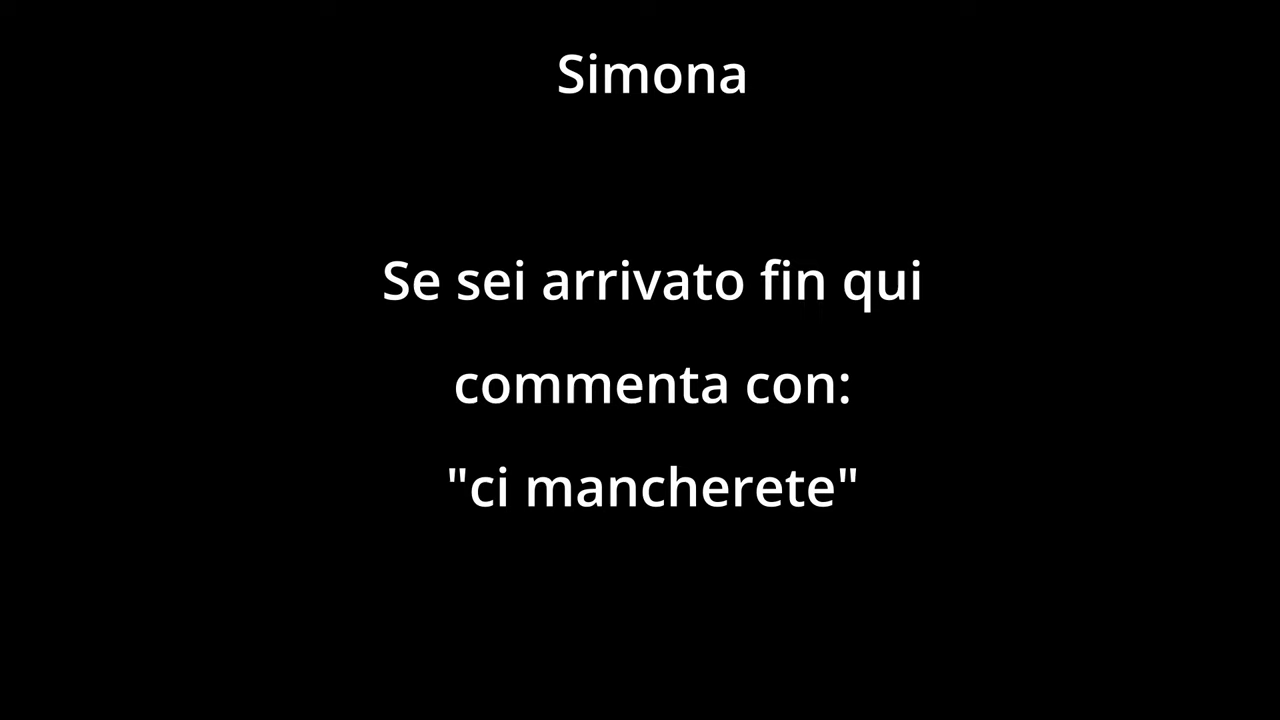 Simona
Se sei arrivato fin qui
commenta con:
"ci mancherete"